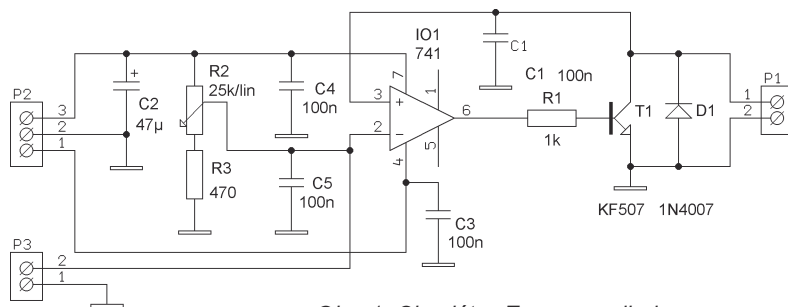 IO1
741
C1
3
7
1
6
+
2
-
4
5
C1 100n
R1
1k
T1
D1
P1
1
2
KF507 1N4007
P2
3
2
1
+
C2
47µ
R2
25k/lin
R3
470
C4
100n
C5
100n
C3
100n
P3
2
1